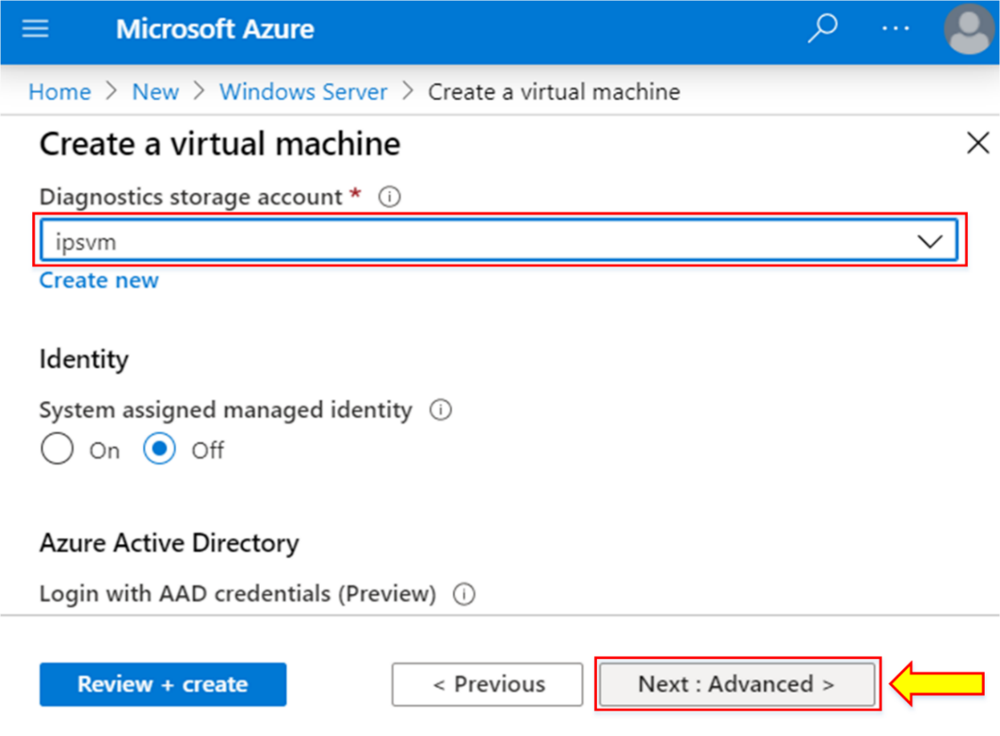 Microsoft Azure
Home > New > Windows Server > Create a virtual machine
Create a virtual machine
Diagnostics storage account *
ipsvm
Create new
Identity
System assigned managed identity
On Off
Azure Active Directory
Login with AAD credentials (Preview)
Review + create < Previous Next : Advanced >